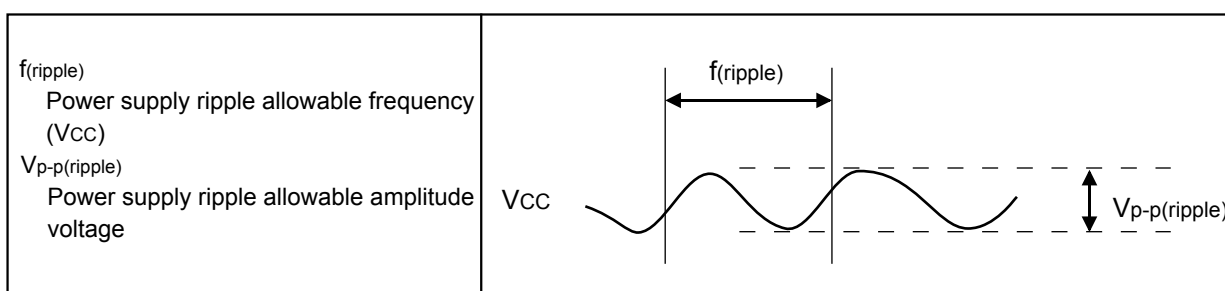 f(ripple)
Power supply ripple allowable frequency
(VCC)
Vp-p(ripple)
Power supply ripple allowable amplitude
voltage
f(ripple)
VCC
Vp-p(ripple)